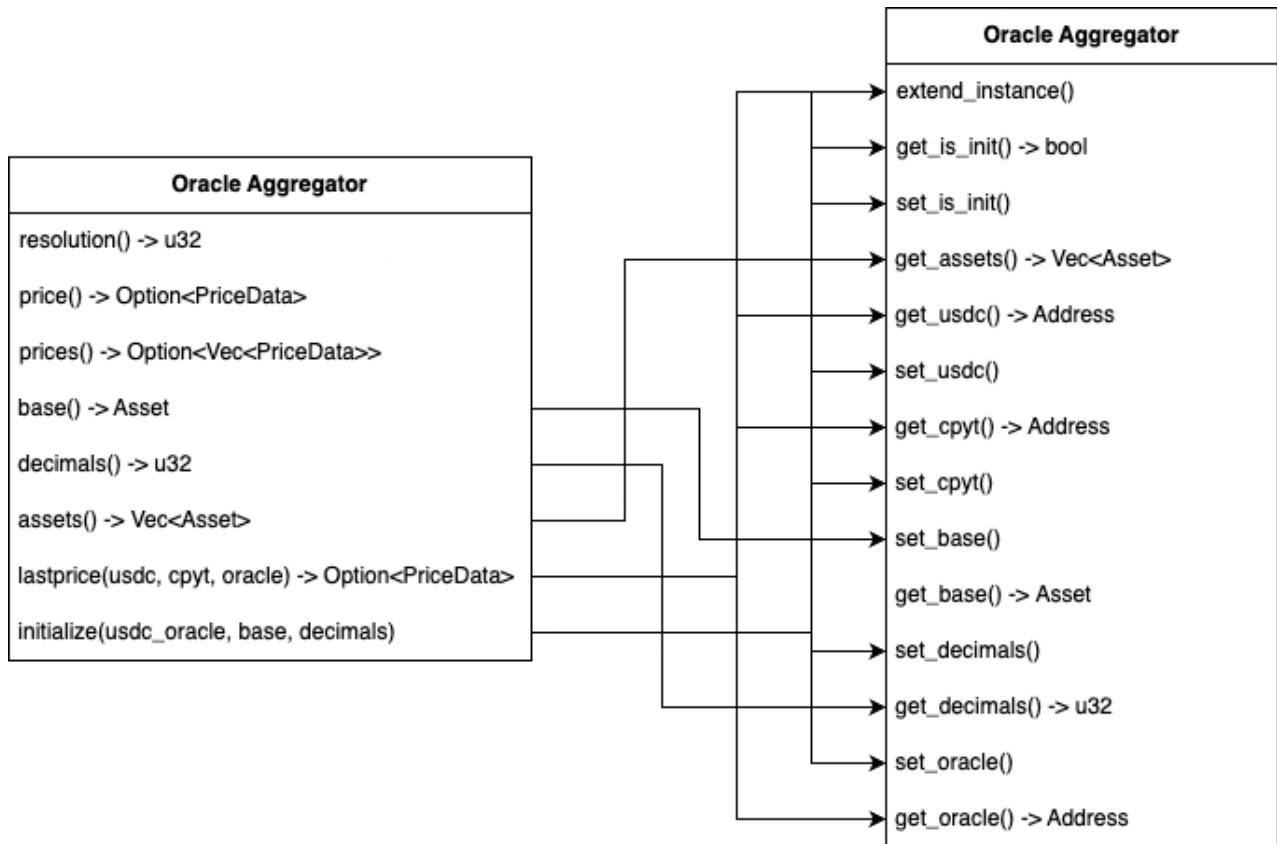 Oracle Aggregator
resolution() -> u32
price() -> Option<PriceData>
prices() -> Option<Vec<PriceData>>
base() -> Asset
decimals() -> u32
assets() -> Vec<Asset>
lastprice(usdc, cpyt, oracle) -> Option<PriceData>
initialize(usdc_oracle, base, decimals)
Oracle Aggregator
extend_instance()
get_is_init() -> bool
set_is_init()
get_assets() -> Vec<Asset>
get_usdc() -> Address
set_usdc()
get_cpyt() -> Address
set_cpyt()
set_base()
get_base() -> Asset
set_decimals()
get_decimals() -> u32
set_oracle()
get_oracle() -> Address